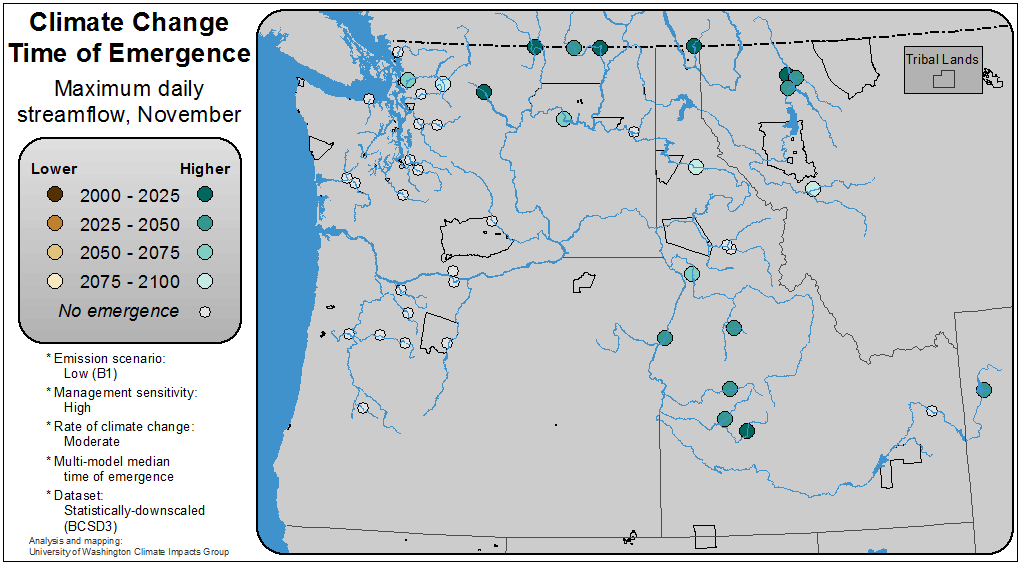 Climate Change
Time of Emergence
Maximum daily
streamflow, November
Lower Higher
2000 - 2025
2025 - 2050
2050 - 2075
2075 - 2100
No emergence
* Emission scenario:
Low (B1)
* Management sensitivity:
High
* Rate of climate change:
Moderate
* Multi-model median
time of emergence
* Dataset:
Statistically-downscaled
(BCSD3)
Analysis and mapping:
University of Washington Climate Impacts Group
Tribal Lands